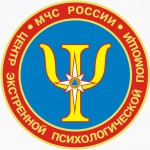 МЧС РОССИИ
ЦЕНТР ЭКСТРЕННОЙ ПСИХОЛОГИЧЕСКОЙ ПОМОЩИ